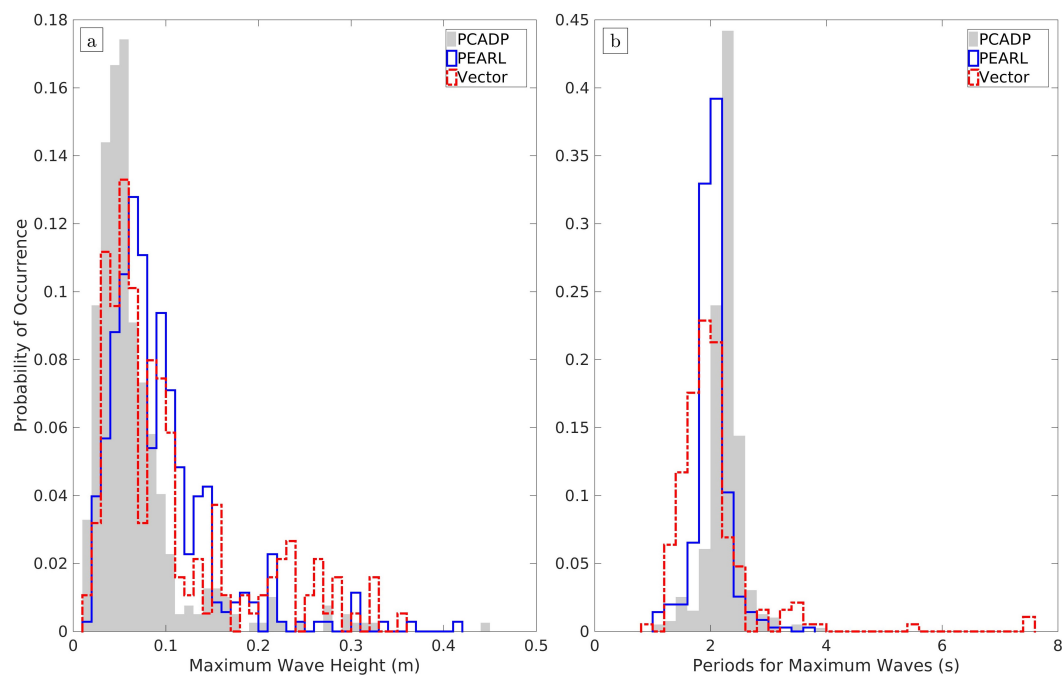 a
PCADP
PEARL
Vector
0.18
0.16
0.14
0.12
0.1
0.08
0.06
0.04
0.02
0
Probability of Occurrence
0
0.1
0.2
0.3
0.4
0.5
Maximum Wave Height (m)
b
PCADP
PEARL
Vector
0.45
0.4
0.35
0.3
0.25
0.2
0.15
0.1
0.05
0
0
2
4
6
8
Periods for Maximum Waves (s)